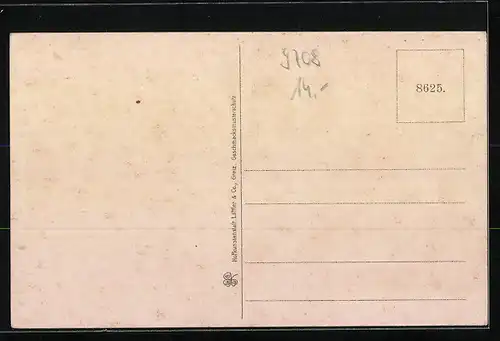 9708
14.-
8625.
Kunstanstalt Löffler & Co., Greiz. Geschmacksmusterschutz